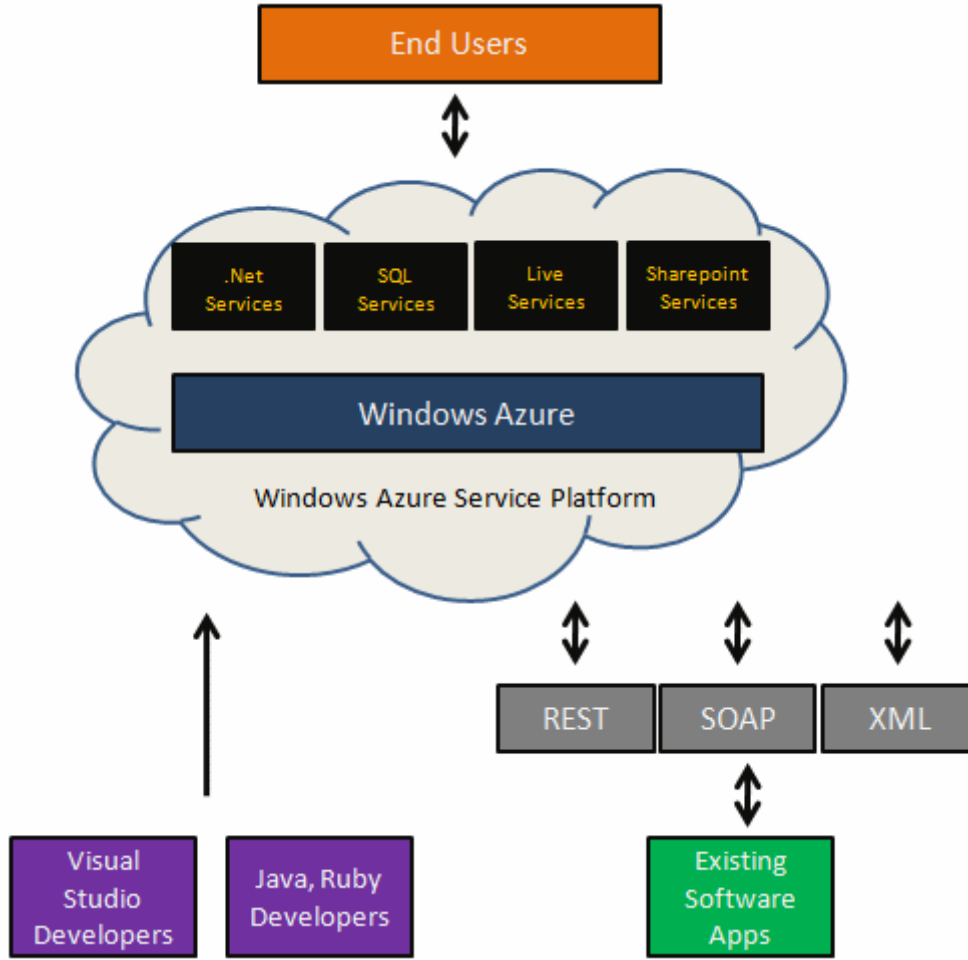 End Users
.Net
Services
SQL
Services
Live
Services
Sharepoint
Services
Windows Azure
Windows Azure Service Platform
REST
SOAP
XML
Visual
Studio
Developers
Java, Ruby
Developers
Existing
Software
Apps